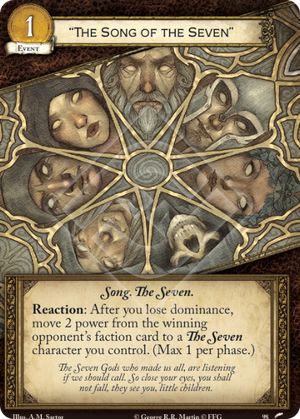 1
EVENT
"THE SONG OF THE SEVEN"
Song. The Seven.
Reaction: After you lose dominance,
move 2 power from the winning
opponent's faction card to a The Seven
character you control. (Max 1 per phase.)
The Seven Gods who made us all, are listening
if we should call. So close your eyes, you shall
not fall, they see you, little children.
Illus. A.M. Sartor
© George R.R. Martin © FFG
98